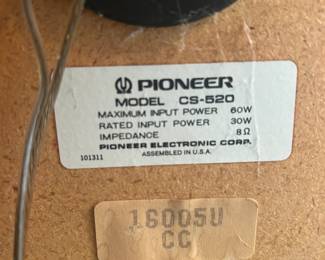 PIONEER
MODEL CS-520
MAXIMUM INPUT POWER 60W
RATED INPUT POWER 30W
IMPEDANCE 8Ω
PIONEER ELECTRONIC CORP.
101311 ASSEMBLED IN U.S.A.
16005U
CC